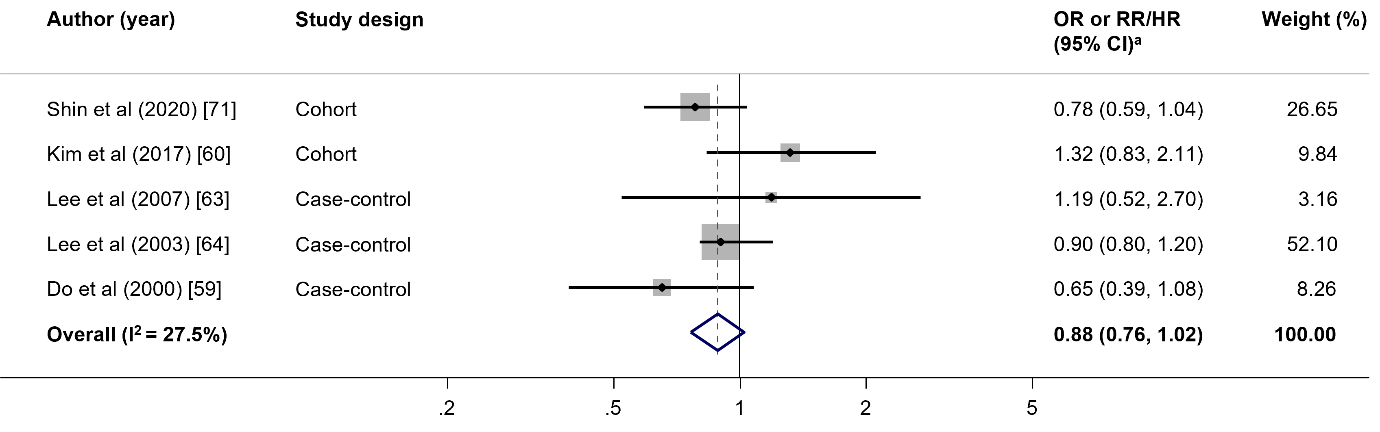 Author (year) Study design OR or RR/HR Weight (%)
(95% CI)ᵃ
Shin et al (2020) [71] Cohort 0.78 (0.59, 1.04) 26.65
Kim et al (2017) [60] Cohort 1.32 (0.83, 2.11) 9.84
Lee et al (2007) [63] Case-control 1.19 (0.52, 2.70) 3.16
Lee et al (2003) [64] Case-control 0.90 (0.80, 1.20) 52.10
Do et al (2000) [59] Case-control 0.65 (0.39, 1.08) 8.26
Overall (I² = 27.5%) 0.88 (0.76, 1.02) 100.00
.2 .5 1 2 5